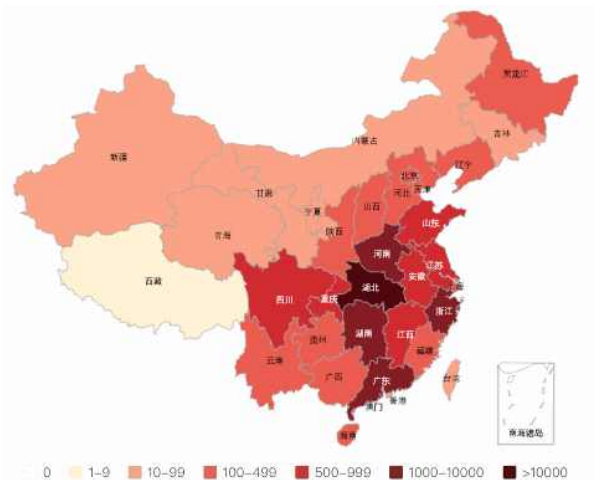 黑龙江
吉林
内蒙古
新疆
辽宁
北京
甘肃
天津
河北
山西
宁夏
山东
青海
陕西
河南
江苏
安徽
西藏
上海
湖北
四川
重庆
浙江
湖南
江西
贵州
福建
云南
台湾
广西
广东
香港
澳门
海南
南海诸岛
0 1-9 10-99 100-499 500-999 1000-10000 >10000